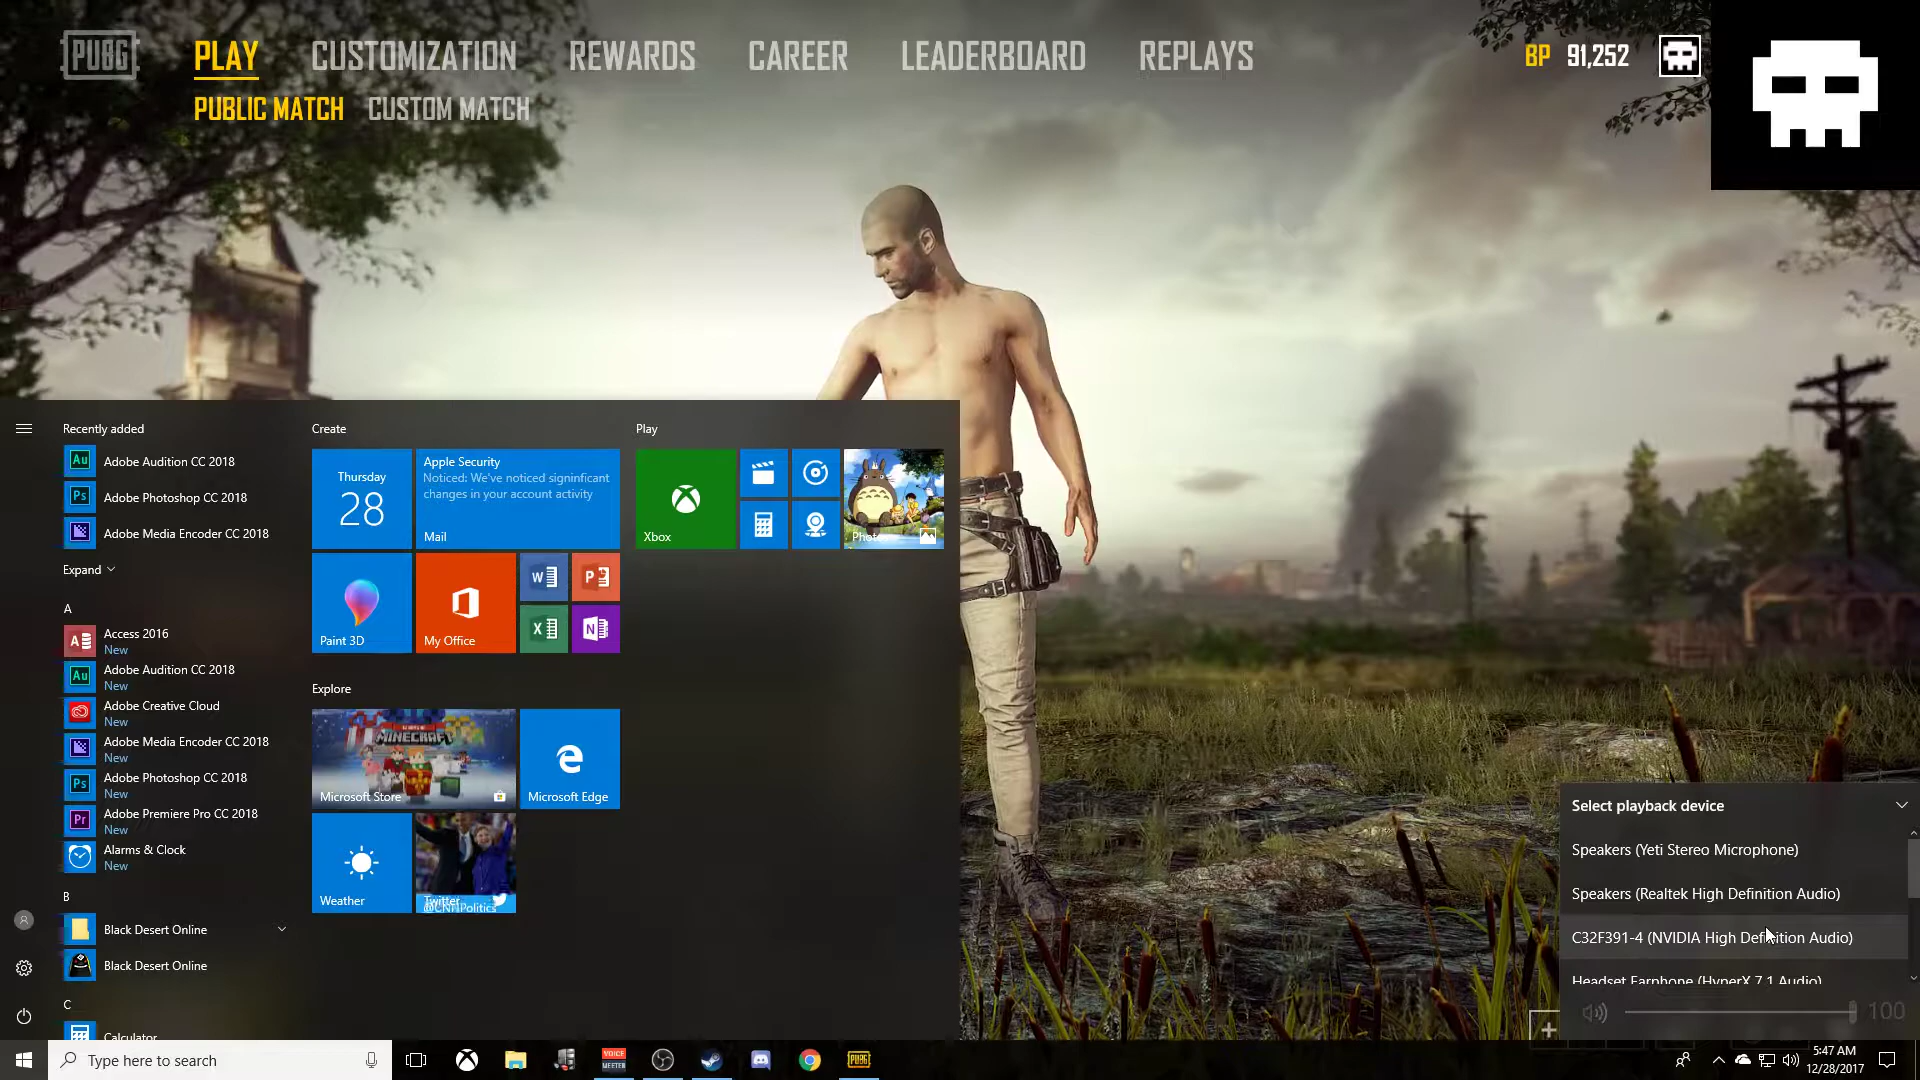 PUBG
PLAY
CUSTOMIZATION
REWARDS
CAREER
LEADERBOARD
REPLAYS
BP 91,252
PUBLIC MATCH
CUSTOM MATCH
Recently added
Adobe Audition CC 2018
Adobe Photoshop CC 2018
Adobe Media Encoder CC 2018
Expand
A
Access 2016
New
Adobe Audition CC 2018
New
Adobe Creative Cloud
New
Adobe Media Encoder CC 2018
New
Adobe Photoshop CC 2018
New
Adobe Premiere Pro CC 2018
New
Alarms & Clock
New
B
Black Desert Online
Black Desert Online
C
Calculator
Create
Thursday
28
Apple Security
Noticed: We've noticed signinficant
changes in your account activity
Mail
Paint 3D
My Office
Explore
MINECRAFT
Microsoft Store
Microsoft Edge
Weather
Twitter
@CNNPolitics
Play
Xbox
Photos
Select playback device
Speakers (Yeti Stereo Microphone)
Speakers (Realtek High Definition Audio)
C32F391-4 (NVIDIA High Definition Audio)
Headset Earphone (HyperX 7.1 Audio)
100
Type here to search
VOICE
MEETER
PUBG
5:47 AM
12/28/2017